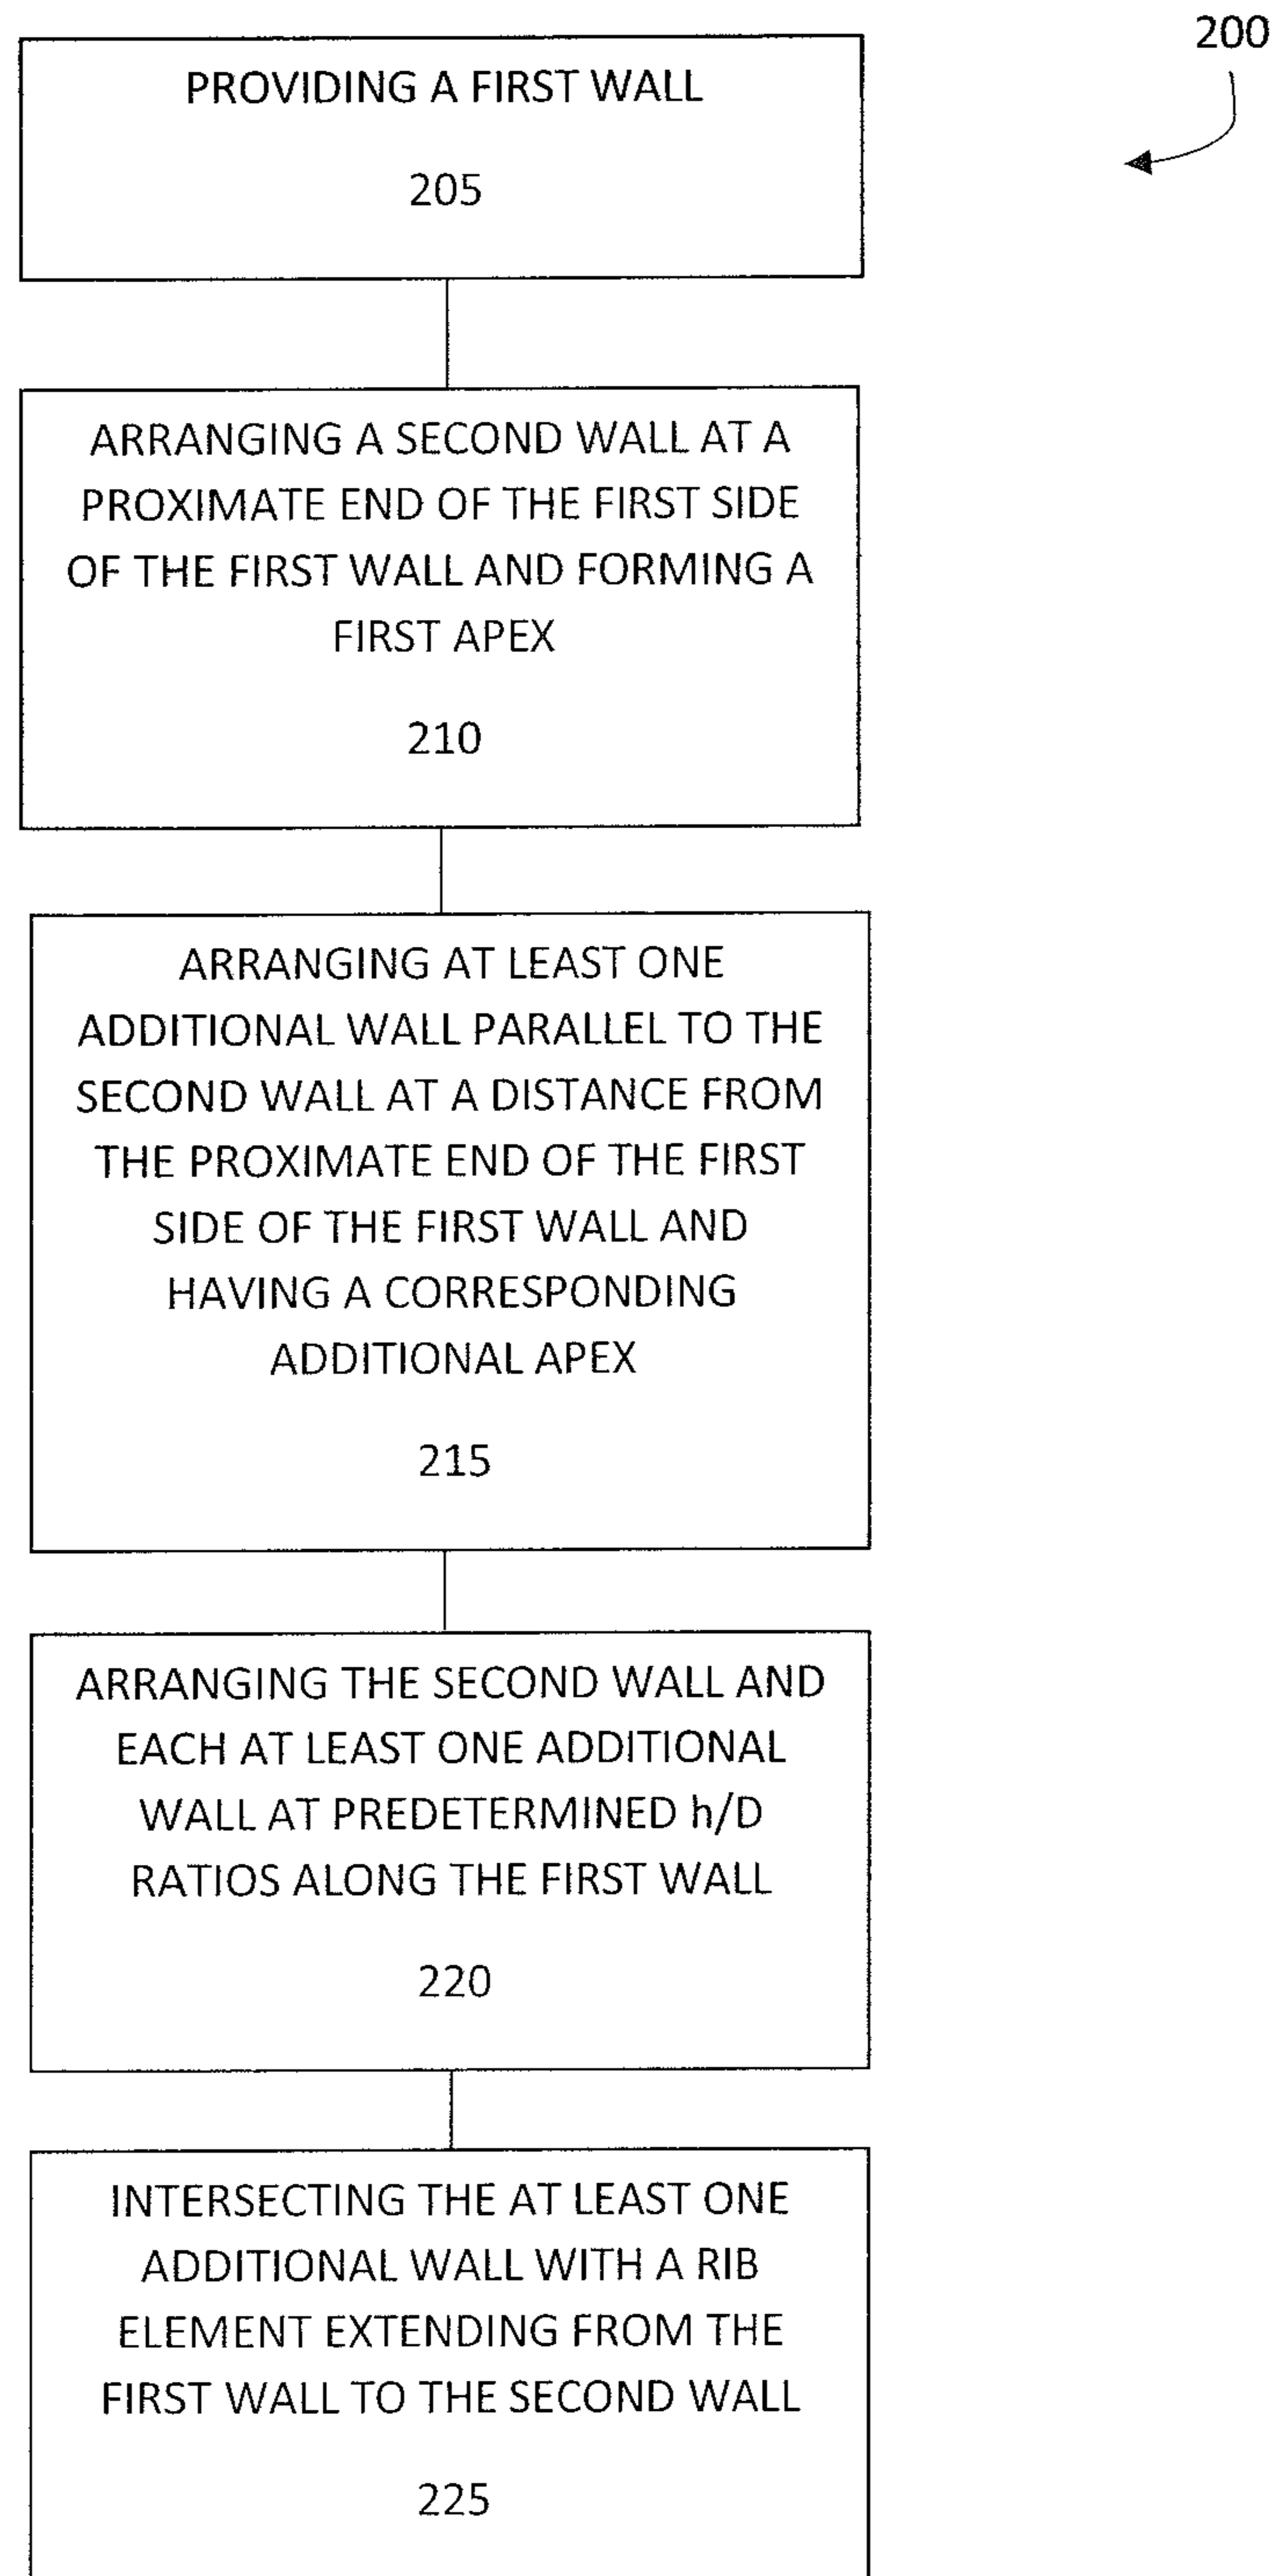 200
PROVIDING A FIRST WALL
205
ARRANGING A SECOND WALL AT A
PROXIMATE END OF THE FIRST SIDE
OF THE FIRST WALL AND FORMING A
FIRST APEX
210
ARRANGING AT LEAST ONE
ADDITIONAL WALL PARALLEL TO THE
SECOND WALL AT A DISTANCE FROM
THE PROXIMATE END OF THE FIRST
SIDE OF THE FIRST WALL AND
HAVING A CORRESPONDING
ADDITIONAL APEX
215
ARRANGING THE SECOND WALL AND
EACH AT LEAST ONE ADDITIONAL
WALL AT PREDETERMINED h/D
RATIOS ALONG THE FIRST WALL
220
INTERSECTING THE AT LEAST ONE
ADDITIONAL WALL WITH A RIB
ELEMENT EXTENDING FROM THE
FIRST WALL TO THE SECOND WALL
225